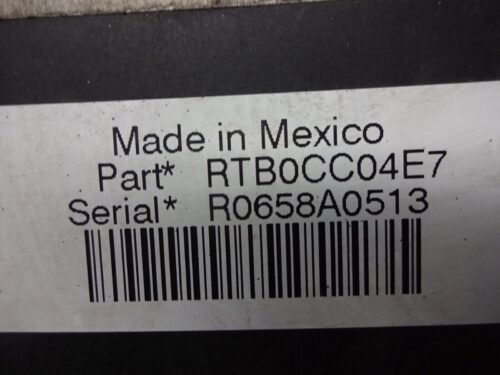 Made in Mexico
Part* RTB0CC04E7
Serial* R0658A0513